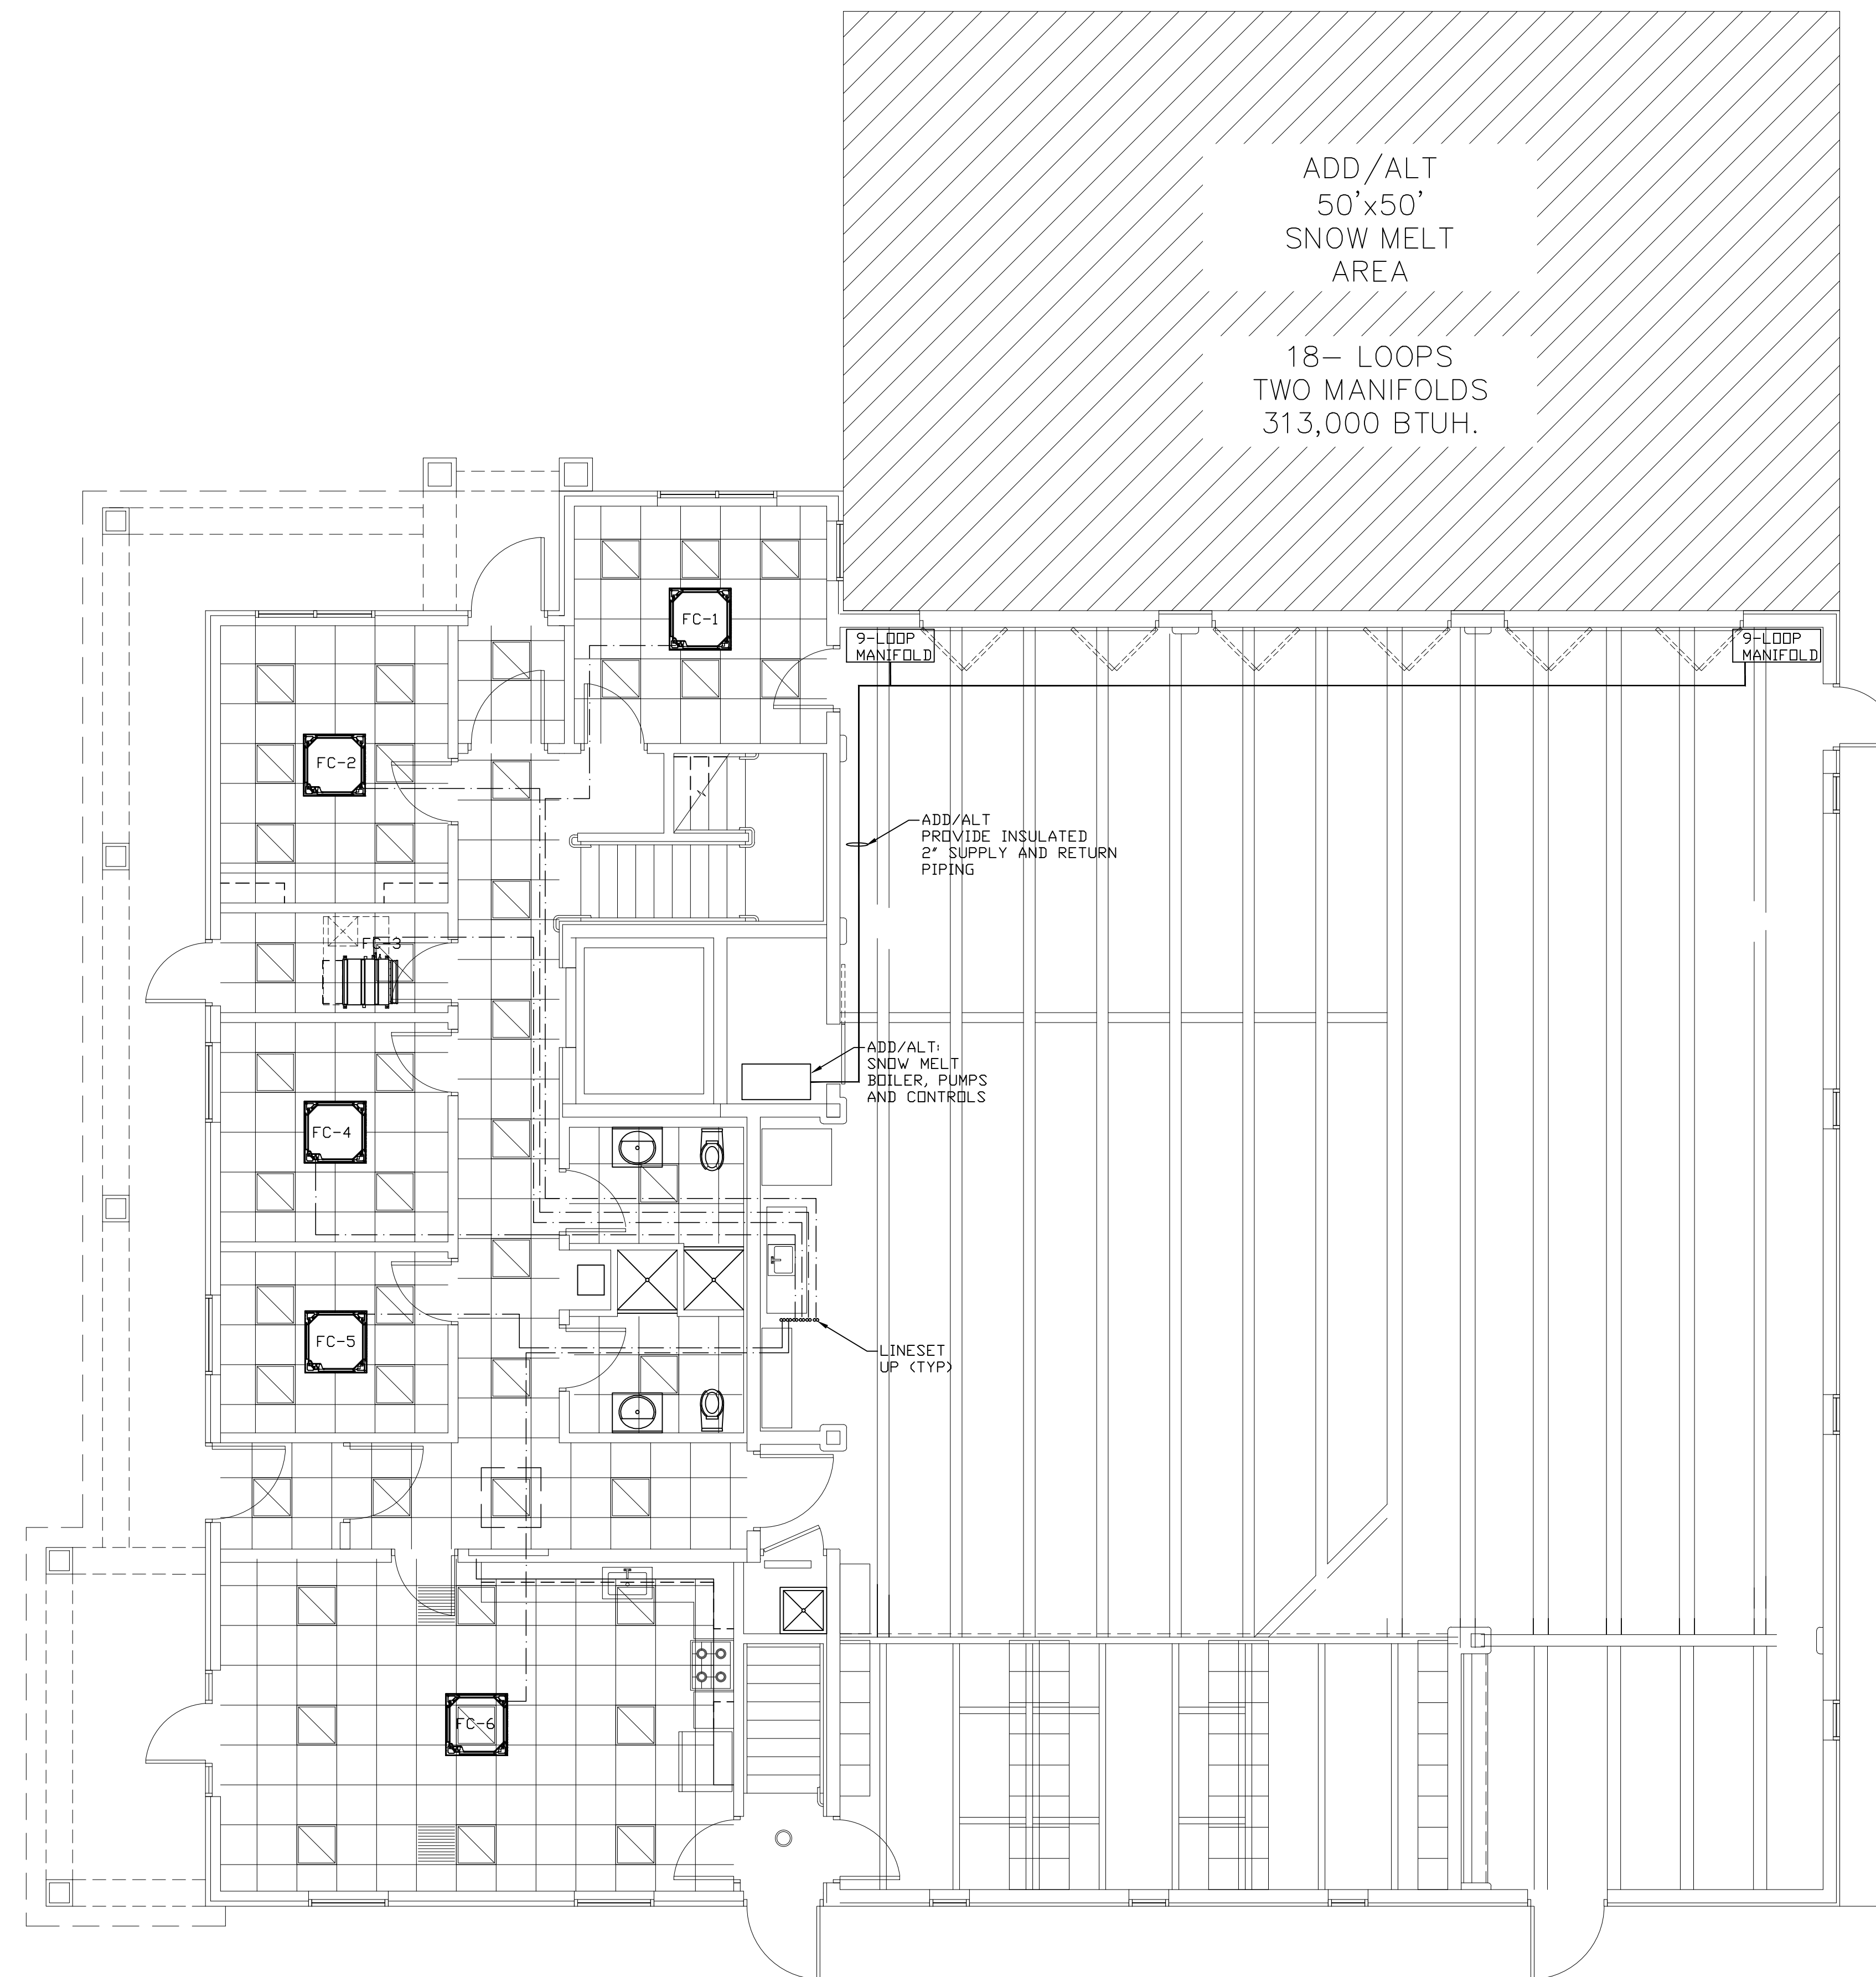 ADD/ALT
50'x50'
SNOW MELT
AREA
18- LOOPS
TWO MANIFOLDS
313,000 BTUH.
FC-1
9-LOOP
MANIFOLD
9-LOOP
MANIFOLD
FC-2
ADD/ALT
PROVIDE INSULATED
2" SUPPLY AND RETURN
PIPING
FC-3
ADD/ALT:
SNOW MELT
BOILER, PUMPS
AND CONTROLS
FC-4
FC-5
LINESET
UP (TYP)
FC-6